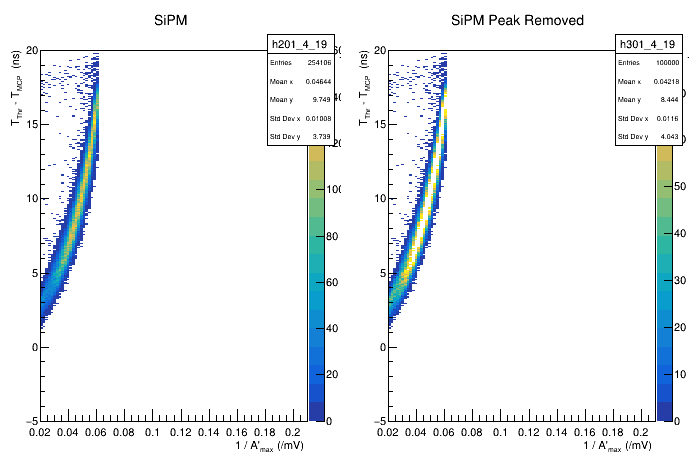 SiPM
h201_4_19
Entries 254106
Mean x 0.04644
Mean y 9.749
Std Dev x 0.01008
Std Dev y 3.739
T_Thr - T_MCP (ns)
20
15
10
5
0
−5
0.02 0.04 0.06 0.08 0.1 0.12 0.14 0.16 0.18 0.2
1 / A'_max (/mV)
100
80
60
40
20
0
SiPM Peak Removed
h301_4_19
Entries 100000
Mean x 0.04218
Mean y 8.444
Std Dev x 0.0116
Std Dev y 4.043
T_Thr - T_MCP (ns)
20
15
10
5
0
−5
0.02 0.04 0.06 0.08 0.1 0.12 0.14 0.16 0.18 0.2
1 / A'_max (/mV)
50
40
30
20
10
0